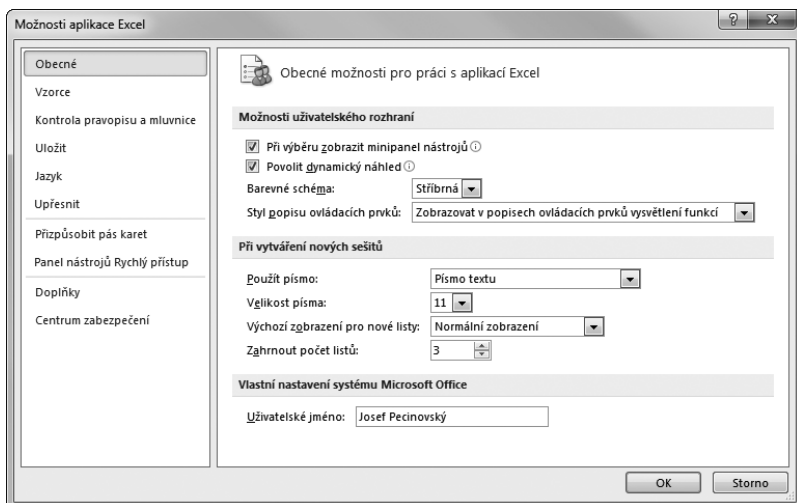 Možnosti aplikace Excel
Obecné
Vzorce
Kontrola pravopisu a mluvnice
Uložit
Jazyk
Upřesnit
Přizpůsobit pás karet
Panel nástrojů Rychlý přístup
Doplňky
Centrum zabezpečení
Obecné možnosti pro práci s aplikací Excel
Možnosti uživatelského rozhraní
Při výběru zobrazit minipanel nástrojů
Povolit dynamický náhled
Barevné schéma: Stříbrná
Styl popisu ovládacích prvků: Zobrazovat v popisech ovládacích prvků vysvětlení funkcí
Při vytváření nových sešitů
Použít písmo: Písmo textu
Velikost písma: 11
Výchozí zobrazení pro nové listy: Normální zobrazení
Zahrnout počet listů: 3
Vlastní nastavení systému Microsoft Office
Uživatelské jméno: Josef Pecinovský
OK Storno